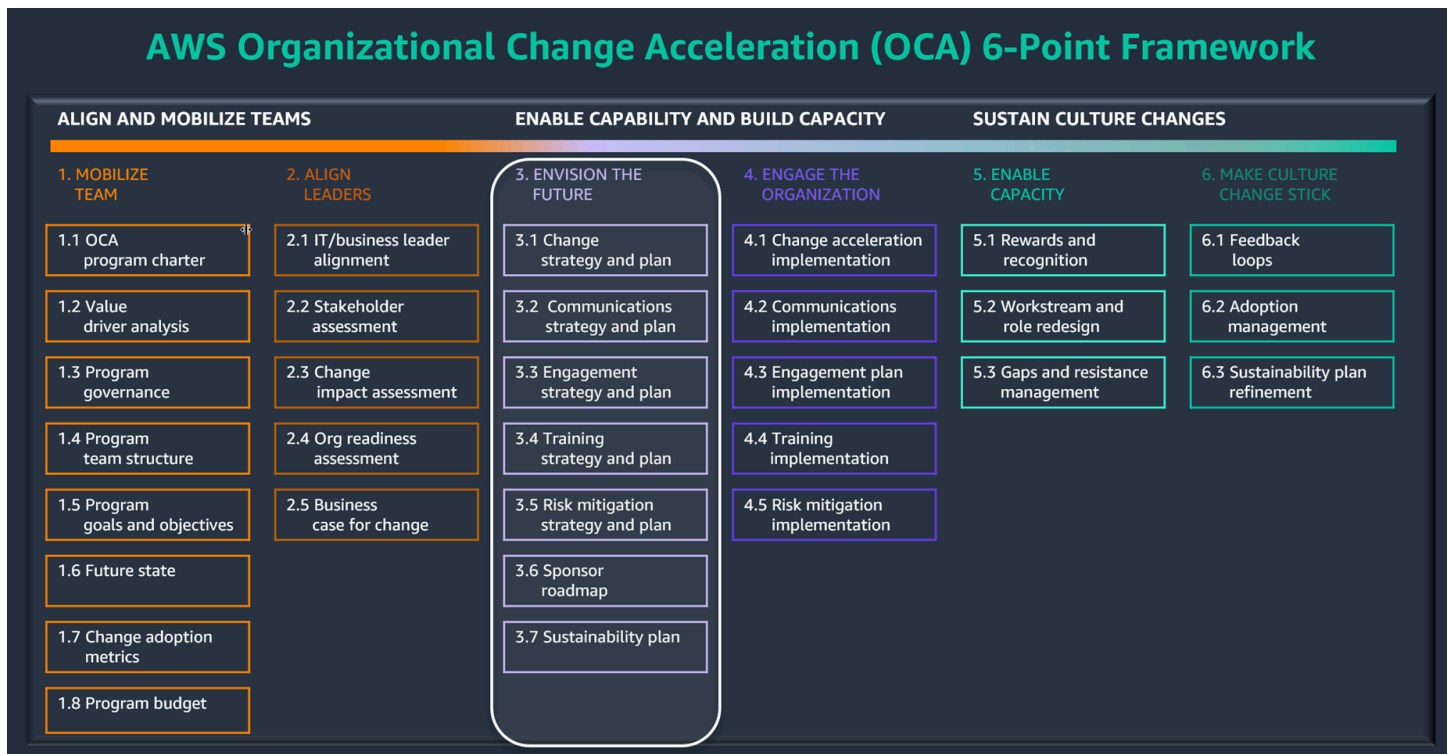 AWS Organizational Change Acceleration (OCA) 6-Point Framework
ALIGN AND MOBILIZE TEAMS
ENABLE CAPABILITY AND BUILD CAPACITY
SUSTAIN CULTURE CHANGES
1. MOBILIZE
TEAM
1.1 OCA
program charter
1.2 Value
driver analysis
1.3 Program
governance
1.4 Program
team structure
1.5 Program
goals and objectives
1.6 Future state
1.7 Change adoption
metrics
1.8 Program budget
2. ALIGN
LEADERS
2.1 IT/business leader
alignment
2.2 Stakeholder
assessment
2.3 Change
impact assessment
2.4 Org readiness
assessment
2.5 Business
case for change
3. ENVISION THE
FUTURE
3.1 Change
strategy and plan
3.2 Communications
strategy and plan
3.3 Engagement
strategy and plan
3.4 Training
strategy and plan
3.5 Risk mitigation
strategy and plan
3.6 Sponsor
roadmap
3.7 Sustainability plan
4. ENGAGE THE
ORGANIZATION
4.1 Change acceleration
implementation
4.2 Communications
implementation
4.3 Engagement plan
implementation
4.4 Training
implementation
4.5 Risk mitigation
implementation
5. ENABLE
CAPACITY
5.1 Rewards and
recognition
5.2 Workstream and
role redesign
5.3 Gaps and resistance
management
6. MAKE CULTURE
CHANGE STICK
6.1 Feedback
loops
6.2 Adoption
management
6.3 Sustainability plan
refinement